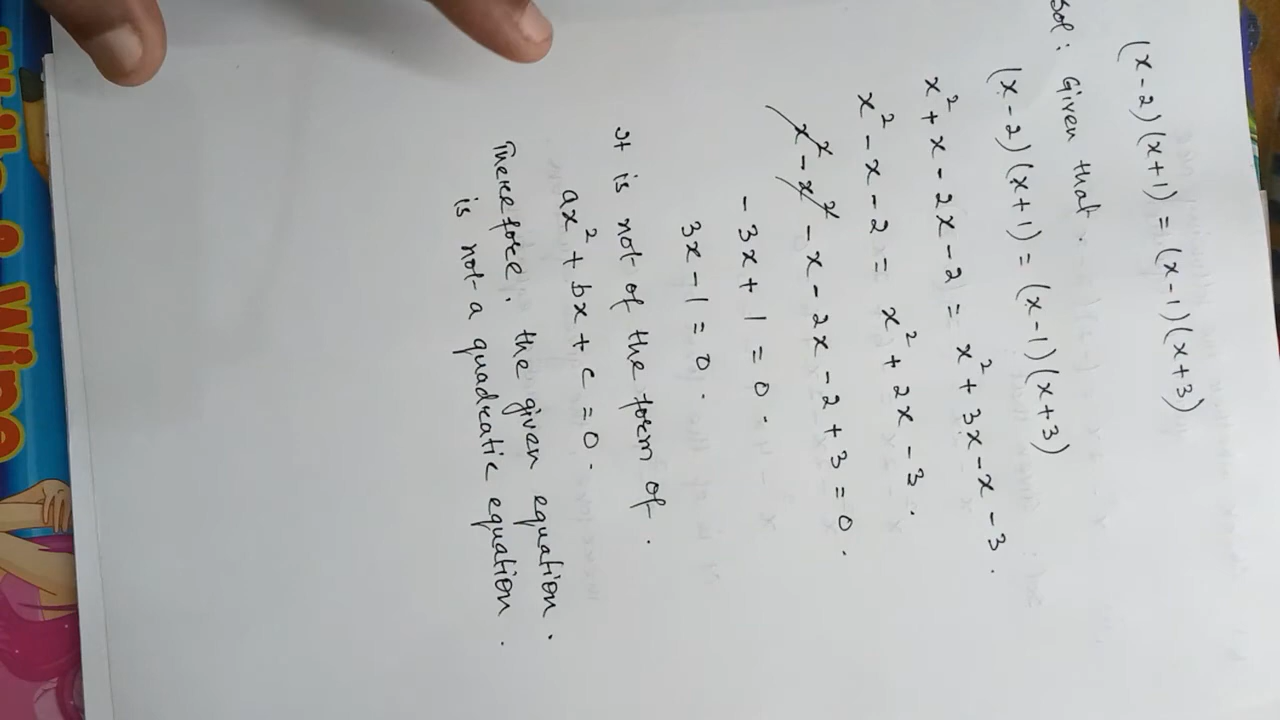 (x-2)(x+1) = (x-1)(x+3)
Sol: Given that.
(x-2)(x+1) = (x-1)(x+3)
x² + x - 2x - 2 = x² + 3x - x - 3.
x² - x - 2 = x² + 2x - 3.
x² - x² - x - 2x - 2 + 3 = 0.
- 3x + 1 = 0.
3x - 1 = 0.
It is not of the form of.
ax² + bx + c = 0.
Therefore, the given equation.
is not a quadratic equation.